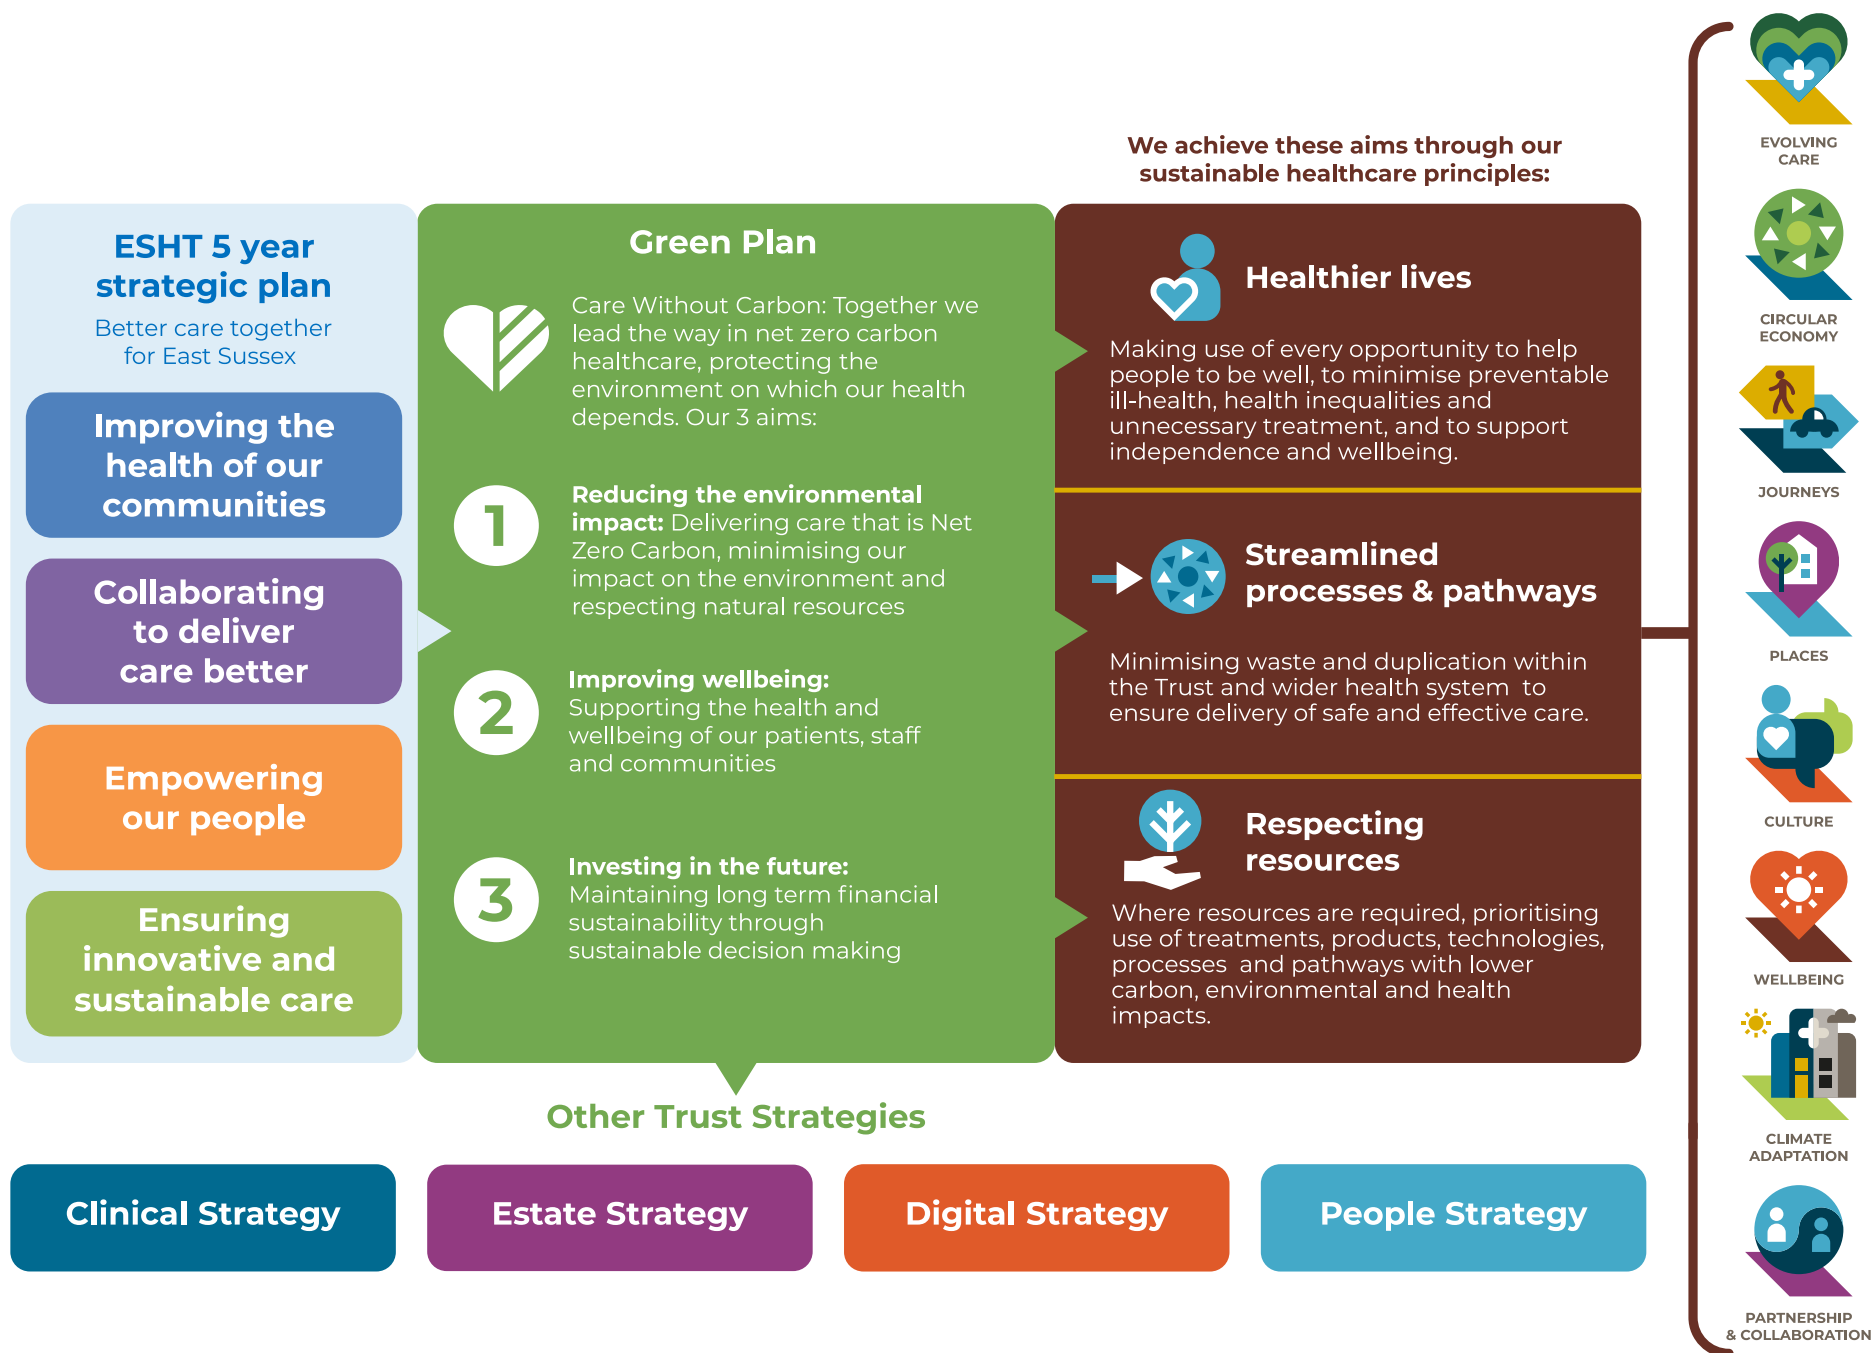 ESHT 5 year
strategic plan
Better care together
for East Sussex
Improving the
health of our
communities
Collaborating
to deliver
care better
Empowering
our people
Ensuring
innovative and
sustainable care
Green Plan
Care Without Carbon: Together we
lead the way in net zero carbon
healthcare, protecting the
environment on which our health
depends. Our 3 aims:
1
Reducing the environmental
impact: Delivering care that is Net
Zero Carbon, minimising our
impact on the environment and
respecting natural resources
2
Improving wellbeing:
Supporting the health and
wellbeing of our patients, staff
and communities
3
Investing in the future:
Maintaining long term financial
sustainability through
sustainable decision making
We achieve these aims through our
sustainable healthcare principles:
Healthier lives
Making use of every opportunity to help
people to be well, to minimise preventable
ill-health, health inequalities and
unnecessary treatment, and to support
independence and wellbeing.
Streamlined
processes & pathways
Minimising waste and duplication within
the Trust and wider health system to
ensure delivery of safe and effective care.
Respecting
resources
Where resources are required, prioritising
use of treatments, products, technologies,
processes and pathways with lower
carbon, environmental and health
impacts.
EVOLVING
CARE
CIRCULAR
ECONOMY
JOURNEYS
PLACES
CULTURE
WELLBEING
CLIMATE
ADAPTATION
PARTNERSHIP
& COLLABORATION
Other Trust Strategies
Clinical Strategy
Estate Strategy
Digital Strategy
People Strategy